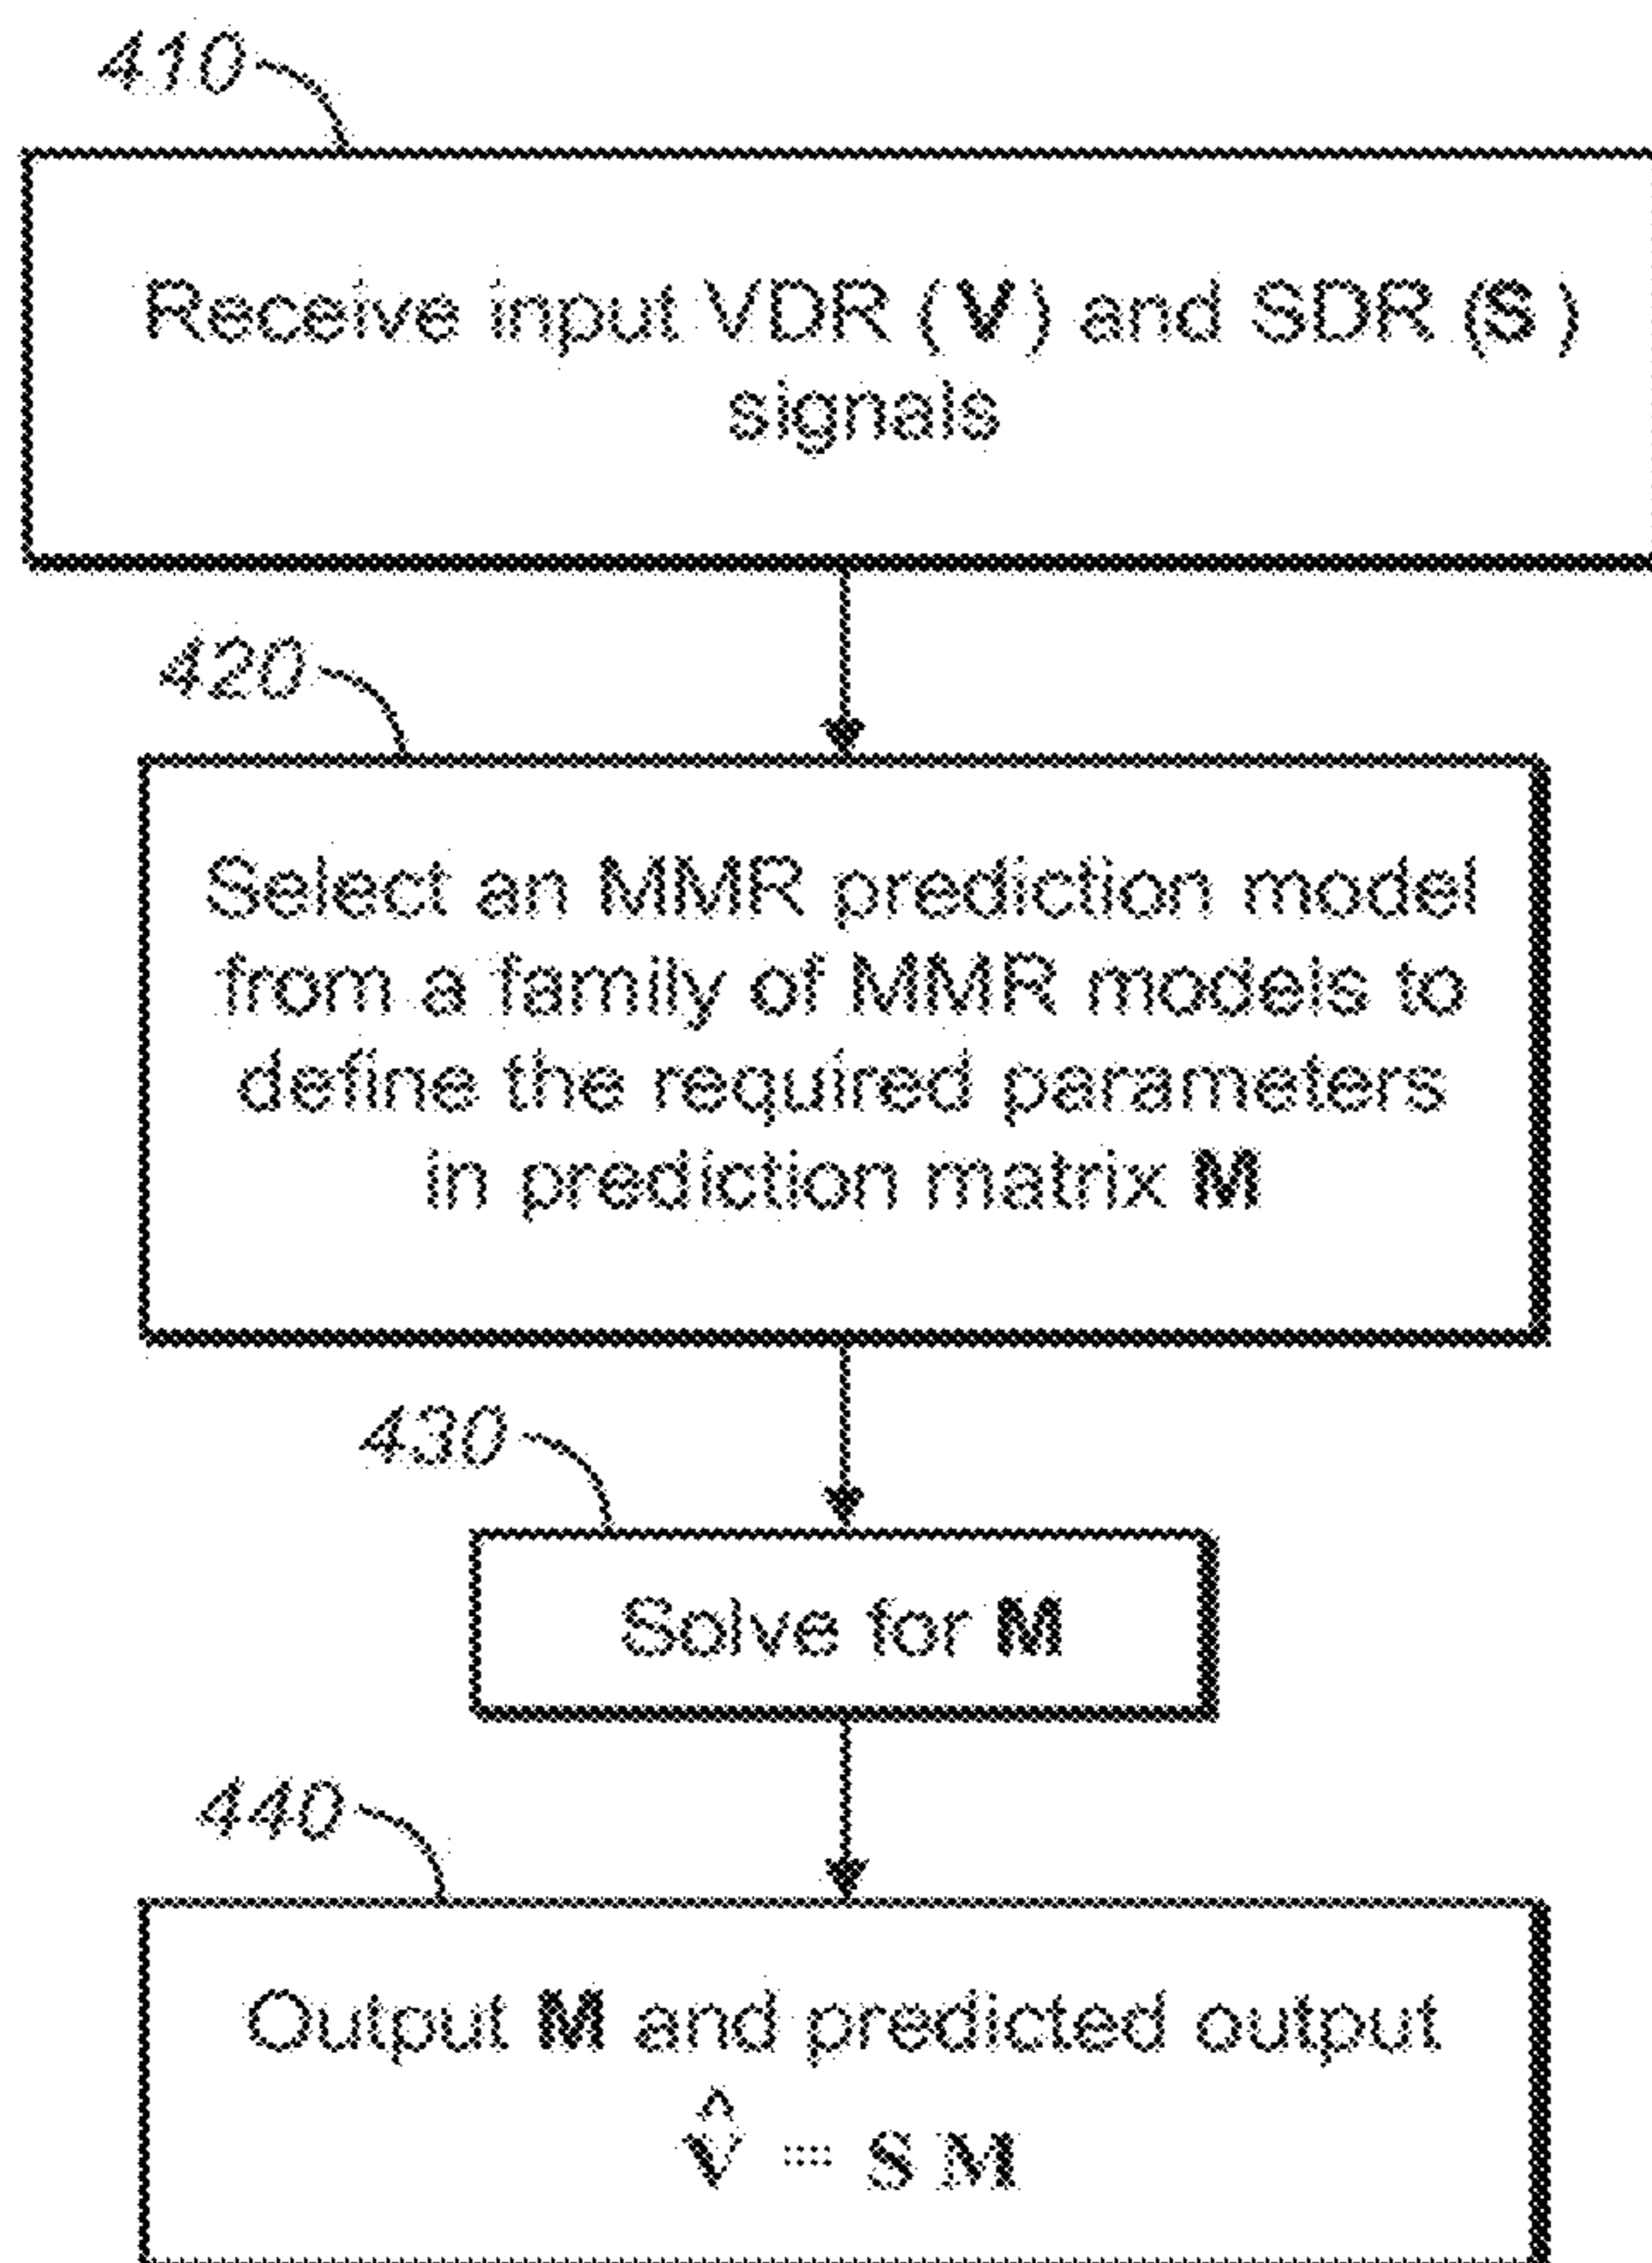 410
Receive input VDR (V) and SDR (S)
signals
420
Select an MMR prediction model
from a family of MMR models to
define the required parameters
in prediction matrix M
430
Solve for M
440
Output M and predicted output
V̂ = S M